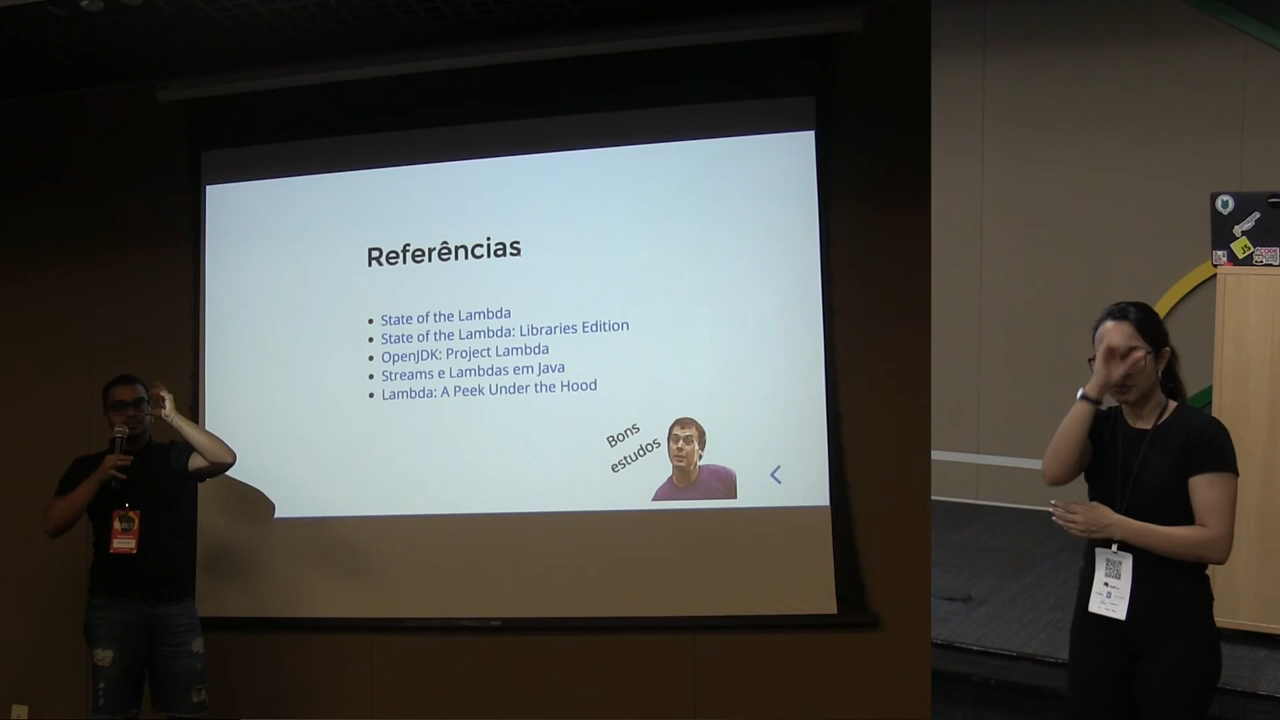 Referências
State of the Lambda
State of the Lambda: Libraries Edition
OpenJDK: Project Lambda
Streams e Lambdas em Java
Lambda: A Peek Under the Hood
Bons
estudos
JS